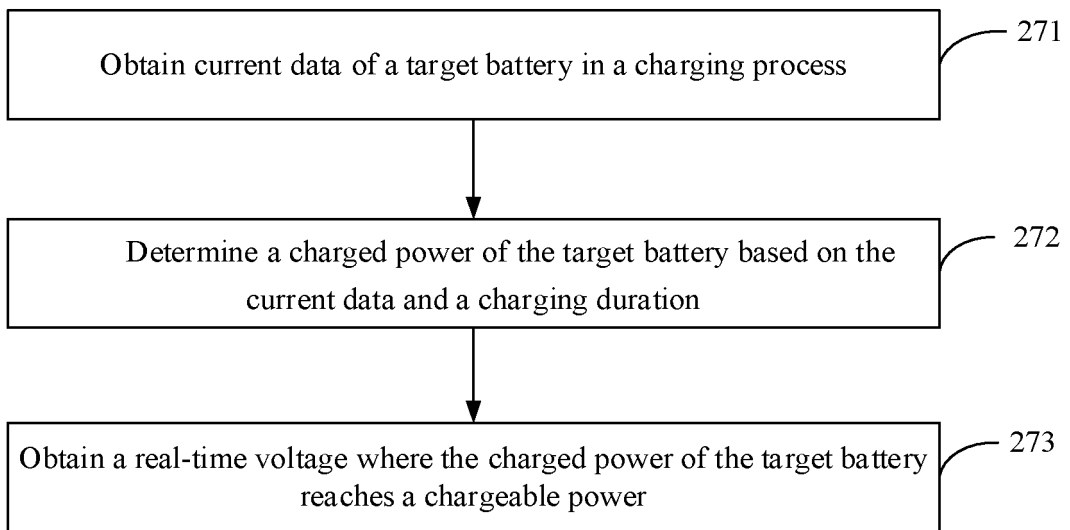 Obtain current data of a target battery in a charging process
271
Determine a charged power of the target battery based on the
current data and a charging duration
272
Obtain a real-time voltage where the charged power of the target battery
reaches a chargeable power
273